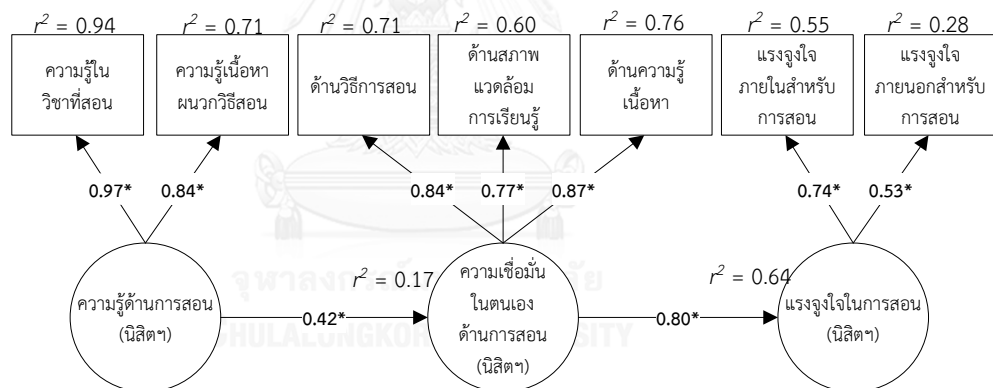 r² = 0.94
r² = 0.71
r² = 0.71
r² = 0.60
r² = 0.76
r² = 0.55
r² = 0.28
ความรู้ใน
วิชาที่สอน
ความรู้เนื้อหา
ผนวกวิธีสอน
ด้านวิธีการสอน
ด้านสภาพ
แวดล้อม
การเรียนรู้
ด้านความรู้
เนื้อหา
แรงจูงใจ
ภายในสำหรับ
การสอน
แรงจูงใจ
ภายนอกสำหรับ
การสอน
0.97*
0.84*
0.84*
0.77*
0.87*
0.74*
0.53*
ความรู้ด้านการสอน
(นิสิตฯ)
0.42*
r² = 0.17
ความเชื่อมั่น
ในตนเอง
ด้านการสอน
(นิสิตฯ)
0.80*
r² = 0.64
แรงจูงใจในการสอน
(นิสิตฯ)